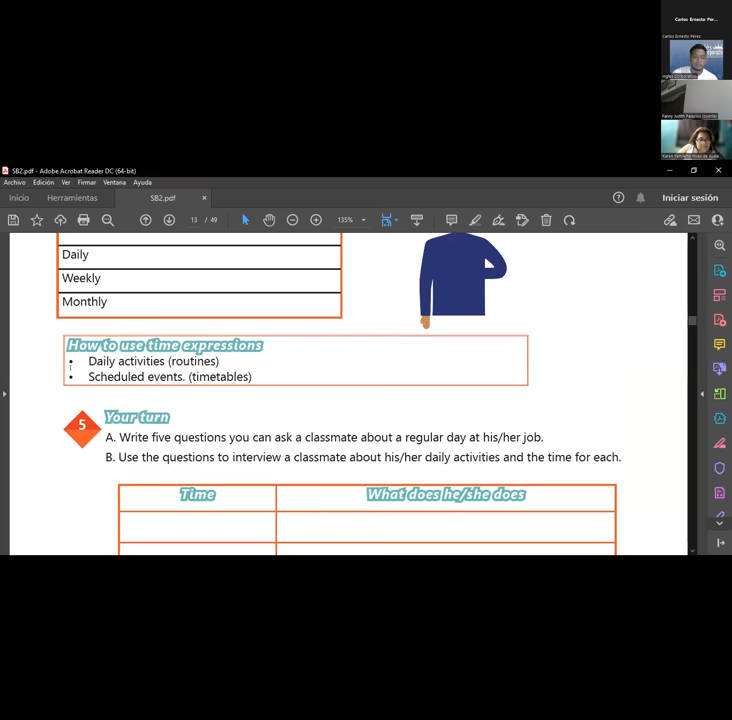 Carlos Ernesto Pér...
Carlos Ernesto Pérez
SB2.pdf - Adobe Acrobat Reader DC (64-bit)
Archivo Edición Ver Firmar Ventana Ayuda
Inicio Herramientas SB2.pdf × Iniciar sesión
13 / 49 135%
Daily
Weekly
Monthly
How to use time expressions
• Daily activities (routines)
• Scheduled events. (timetables)
5 Your turn
A. Write five questions you can ask a classmate about a regular day at his/her job.
B. Use the questions to interview a classmate about his/her daily activities and the time for each.
Time What does he/she does